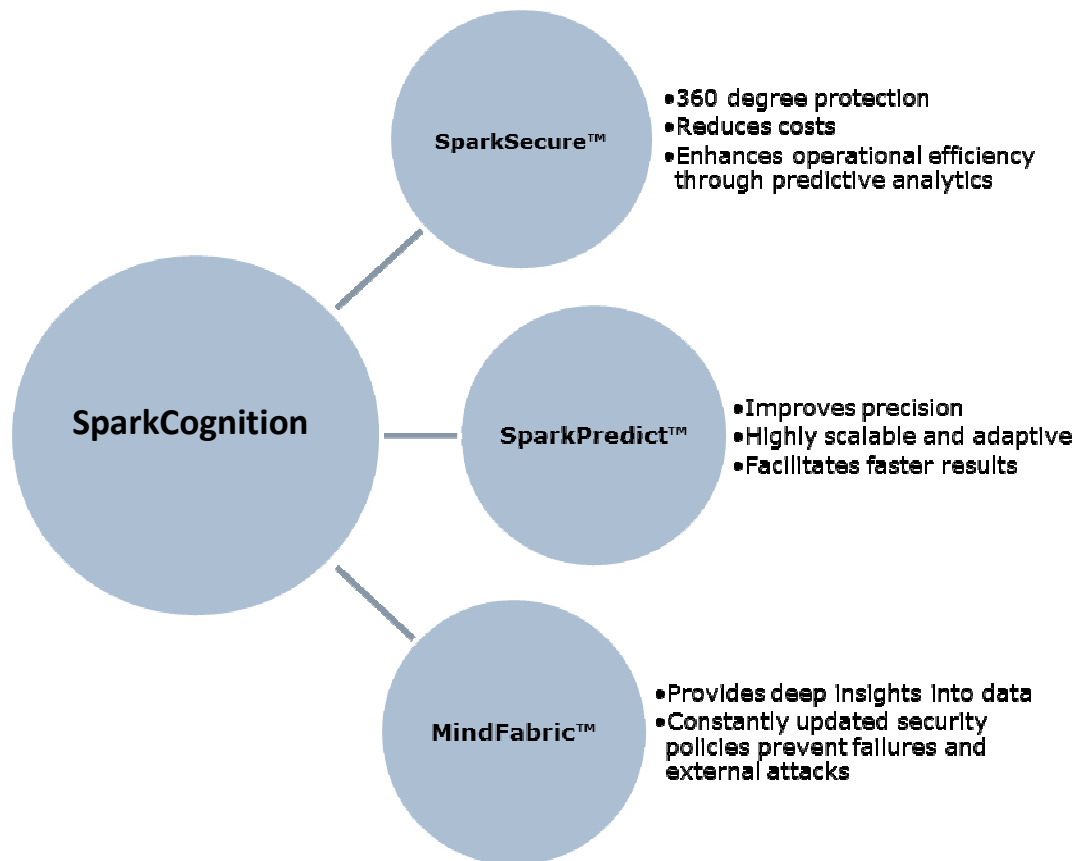 SparkSecure™
•360 degree protection
•Reduces costs
•Enhances operational efficiency
through predictive analytics
SparkCognition
SparkPredict™
•Improves precision
•Highly scalable and adaptive
•Facilitates faster results
MindFabric™
•Provides deep insights into data
•Constantly updated security
policies prevent failures and
external attacks